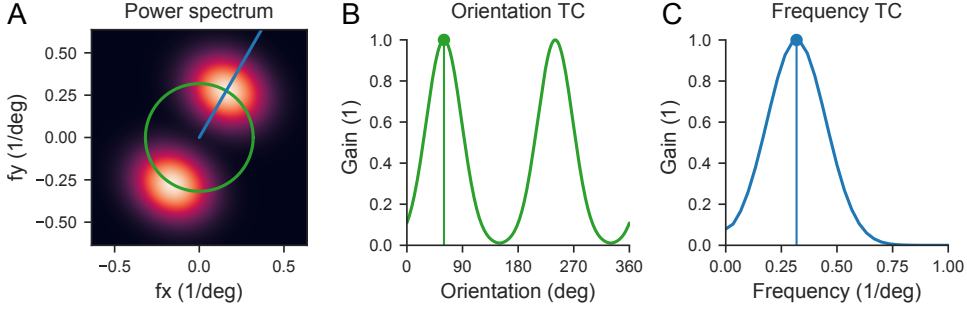 A
Power spectrum
0.50
0.25
0.00
−0.25
−0.50
fy (1/deg)
−0.5
0.0
0.5
fx (1/deg)
B
Orientation TC
1.0
0.8
0.6
0.4
0.2
0.0
Gain (1)
0
90
180
270
360
Orientation (deg)
C
Frequency TC
1.0
0.8
0.6
0.4
0.2
0.0
Gain (1)
0.00
0.25
0.50
0.75
1.00
Frequency (1/deg)